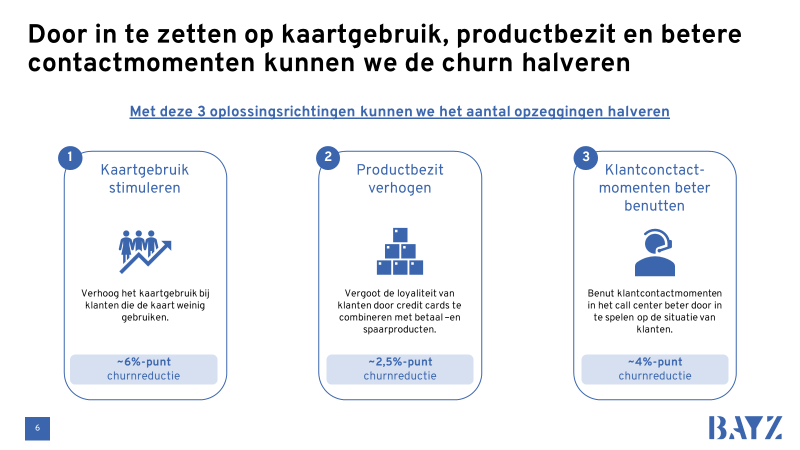 Door in te zetten op kaartgebruik, productbezit en betere
contactmomenten kunnen we de churn halveren
Met deze 3 oplossingsrichtingen kunnen we het aantal opzeggingen halveren
1
Kaartgebruik
stimuleren
Verhoog het kaartgebruik bij
klanten die de kaart weinig
gebruiken.
~6%-punt
churnreductie
2
Productbezit
verhogen
Vergoot de loyaliteit van
klanten door credit cards te
combineren met betaal –en
spaarproducten.
~2,5%-punt
churnreductie
3
Klantconctact-
momenten beter
benutten
Benut klantcontactmomenten
in het call center beter door in
te spelen op de situatie van
klanten.
~4%-punt
churnreductie
6
BAYZ